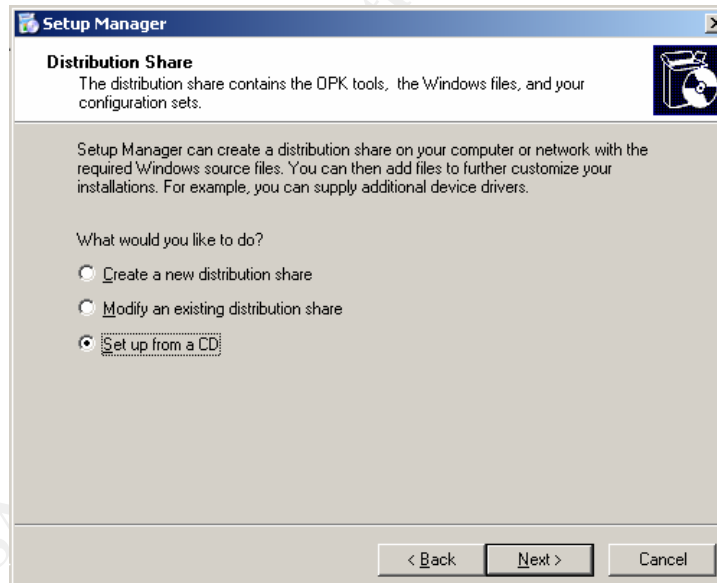 Setup Manager
Distribution Share
The distribution share contains the OPK tools, the Windows files, and your
configuration sets.
Setup Manager can create a distribution share on your computer or network with the
required Windows source files. You can then add files to further customize your
installations. For example, you can supply additional device drivers.
What would you like to do?
Create a new distribution share
Modify an existing distribution share
Set up from a CD
< Back
Next >
Cancel